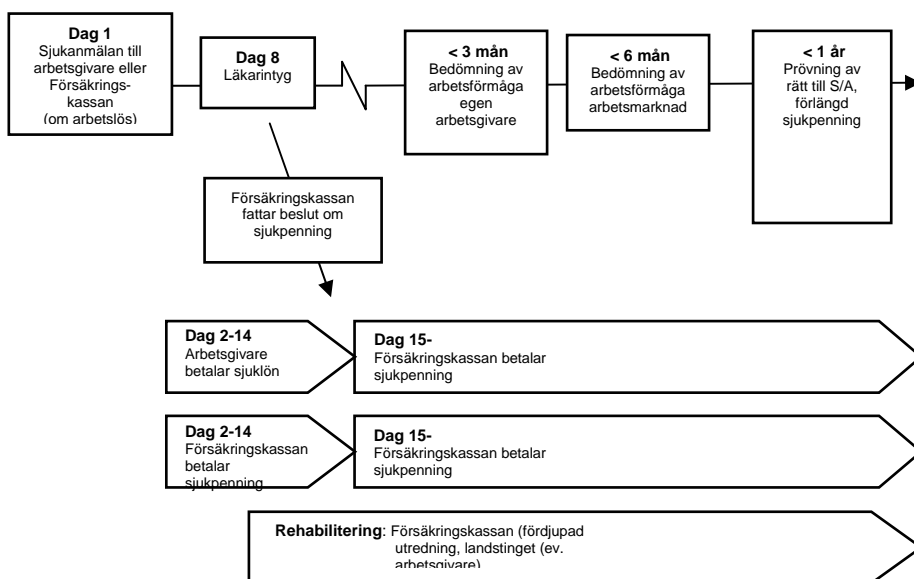 Dag 1
Sjukanmälan till
arbetsgivare eller
Försäkrings-
kassan
(om arbetslös)
Dag 8
Läkarintyg
< 3 mån
Bedömning av
arbetsförmåga
egen
arbetsgivare
< 6 mån
Bedömning av
arbetsförmåga
arbetsmarknad
< 1 år
Prövning av
rätt till S/A,
förlängd
sjukpenning
Försäkringskassan
fattar beslut om
sjukpenning
Dag 2-14
Arbetsgivare
betalar sjuklön
Dag 15-
Försäkringskassan betalar
sjukpenning
Dag 2-14
Försäkringskassan
betalar
sjukpenning
Dag 15-
Försäkringskassan betalar
sjukpenning
Rehabilitering: Försäkringskassan (fördjupad
utredning, landstinget (ev.
arbetsgivare)